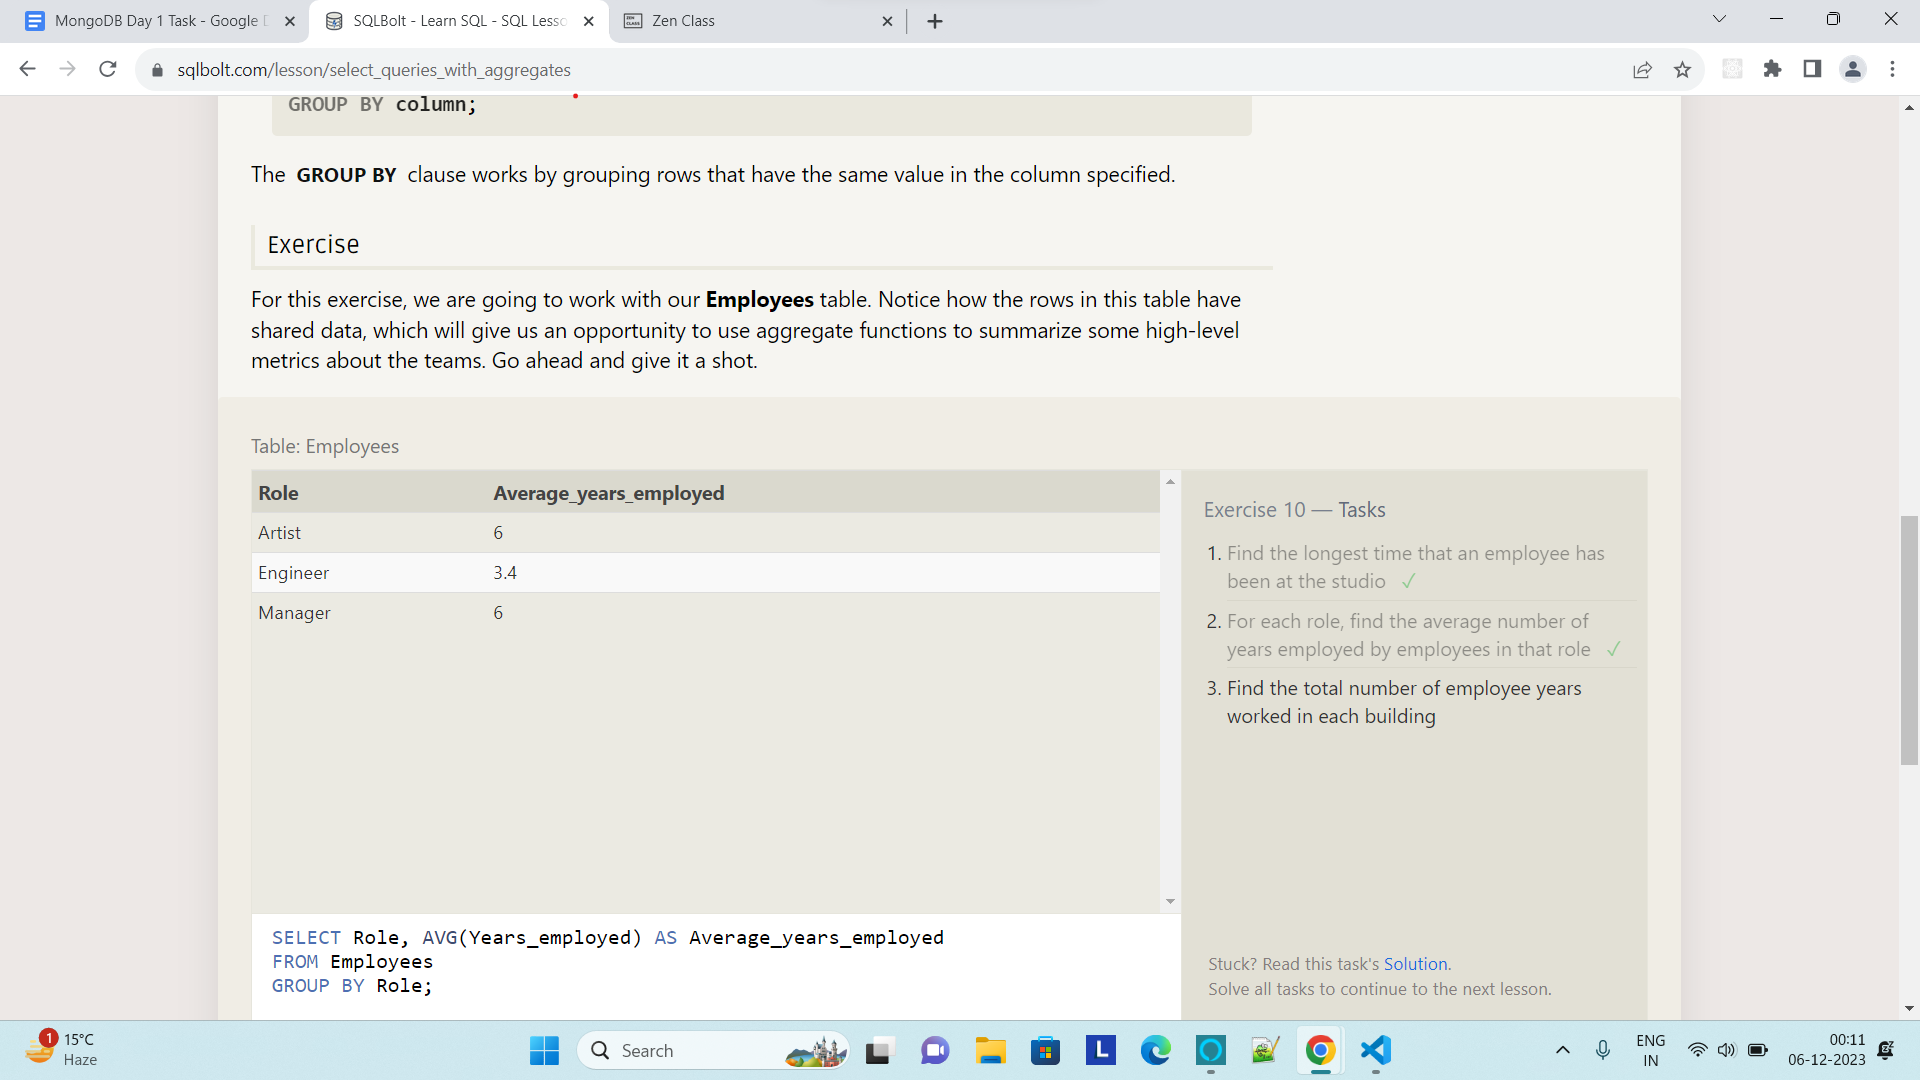 MongoDB Day 1 Task - Google D
SQLBolt - Learn SQL - SQL Lesso
Zen Class
sqlbolt.com/lesson/select_queries_with_aggregates
GROUP BY column;
The GROUP BY clause works by grouping rows that have the same value in the column specified.
Exercise
For this exercise, we are going to work with our Employees table. Notice how the rows in this table have
shared data, which will give us an opportunity to use aggregate functions to summarize some high-level
metrics about the teams. Go ahead and give it a shot.
Table: Employees
Role Average_years_employed
Artist 6
Engineer 3.4
Manager 6
Exercise 10 — Tasks
1. Find the longest time that an employee has
been at the studio ✓
2. For each role, find the average number of
years employed by employees in that role ✓
3. Find the total number of employee years
worked in each building
SELECT Role, AVG(Years_employed) AS Average_years_employed
FROM Employees
GROUP BY Role;
Stuck? Read this task's Solution.
Solve all tasks to continue to the next lesson.
1
15°C
Haze
Search
L
ENG
IN
00:11
06-12-2023